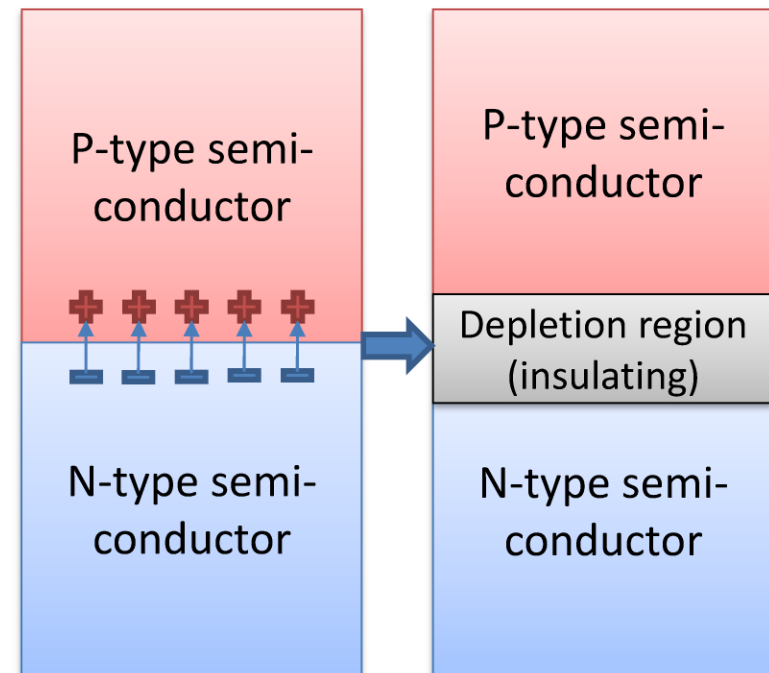 P-type semi-
conductor
N-type semi-
conductor
P-type semi-
conductor
Depletion region
(insulating)
N-type semi-
conductor